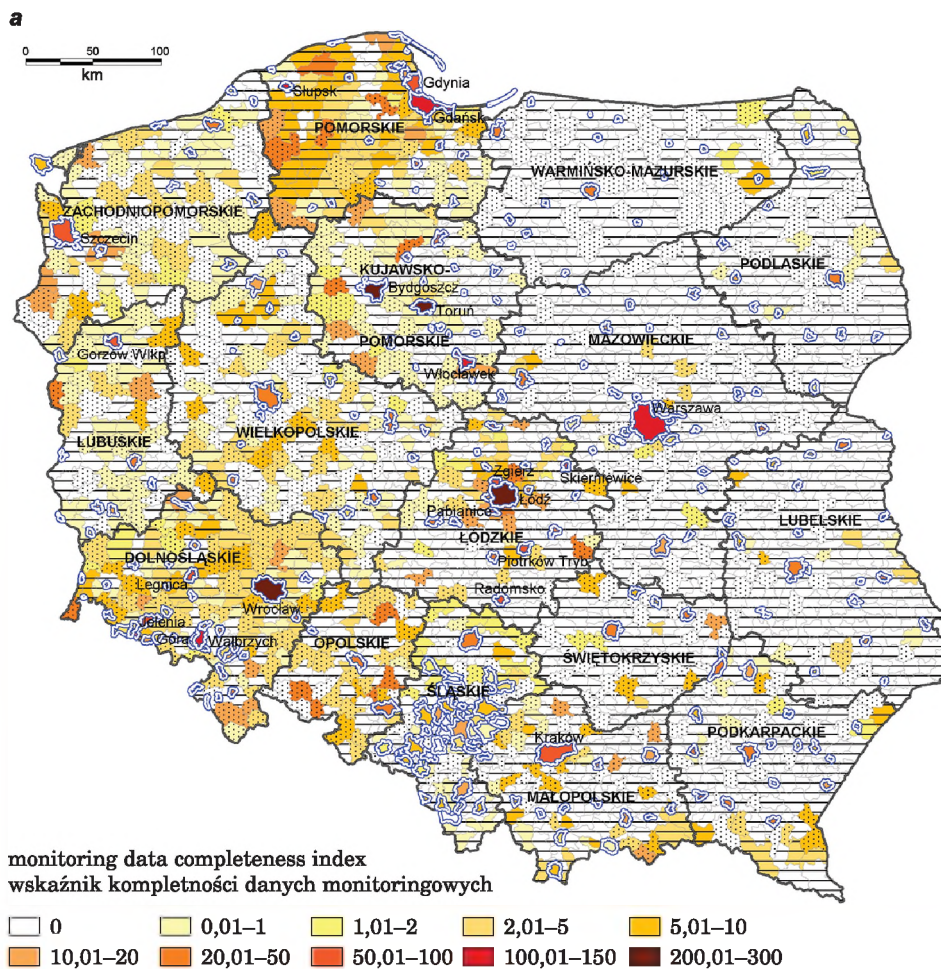 a
0 50 100
km
Gdynia
Słupsk
Gdańsk
POMORSKIE
WARMIŃSKO-MAZURSKIE
ZACHODNIOPOMORSKIE
Szczecin
KUJAWSKO-
PODLASKIE
Bydgoszcz
Toruń
POMORSKIE
MAZOWIECKIE
Gorzów Wlkp.
Włocławek
Warszawa
WIELKOPOLSKIE
LUBUSKIE
Zgierz
Skierniewice
Łódź
Pabianice
LUBELSKIE
ŁÓDZKIE
DOLNOŚLĄSKIE
Piotrków Tryb.
Legnica
Radomsko
Wrocław
Jelenia
Góra
Wałbrzych
OPOLSKIE
ŚWIĘTOKRZYSKIE
ŚLĄSKIE
PODKARPACKIE
Kraków
MAŁOPOLSKIE
monitoring data completeness index
wskaźnik kompletności danych monitoringowych
0 0,01–1 1,01–2 2,01–5 5,01–10
10,01–20 20,01–50 50,01–100 100,01–150 200,01–300